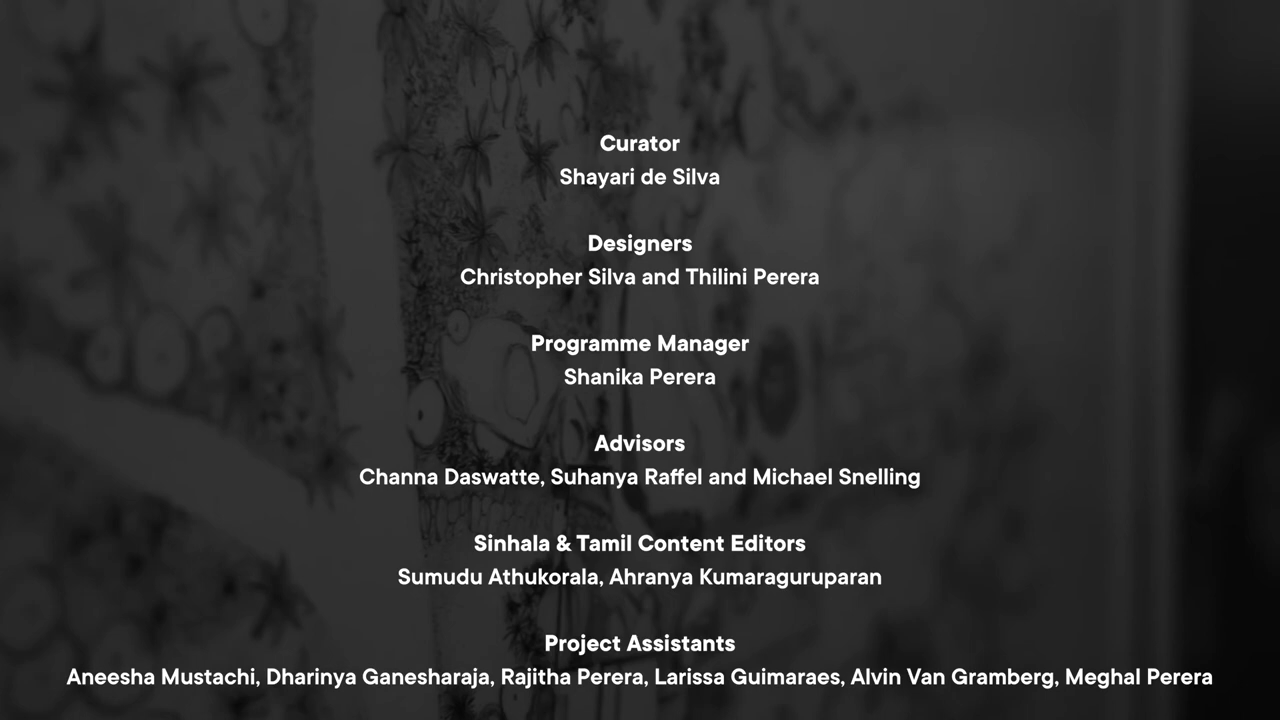 Curator
Shayari de Silva
Designers
Christopher Silva and Thilini Perera
Programme Manager
Shanika Perera
Advisors
Channa Daswatte, Suhanya Raffel and Michael Snelling
Sinhala & Tamil Content Editors
Sumudu Athukorala, Ahranya Kumaraguruparan
Project Assistants
Aneesha Mustachi, Dharinya Ganesharaja, Rajitha Perera, Larissa Guimaraes, Alvin Van Gramberg, Meghal Perera